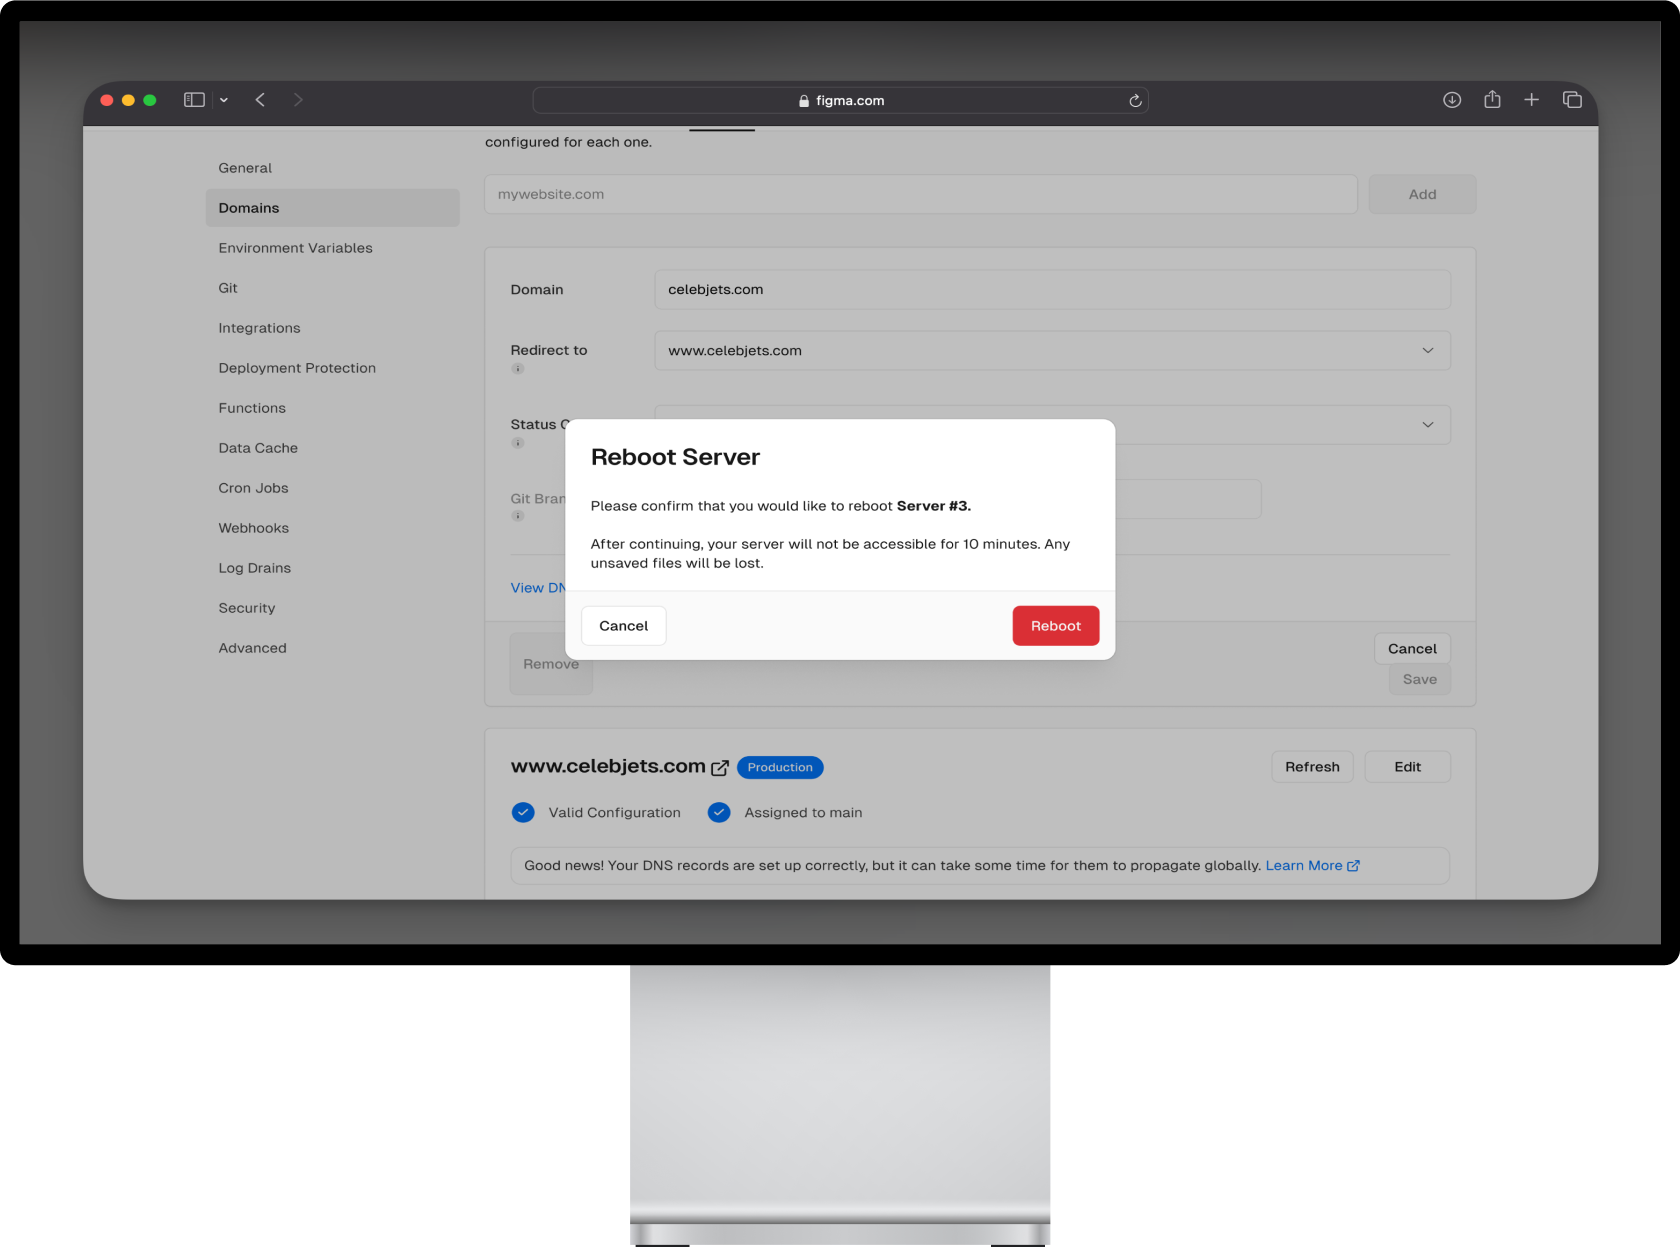 figma.com
configured for each one.
General
Domains
Environment Variables
Git
Integrations
Deployment Protection
Functions
Data Cache
Cron Jobs
Webhooks
Log Drains
Security
Advanced
mywebsite.com
Add
Domain
celebjets.com
Redirect to
www.celebjets.com
Status
Git
View
Reboot Server
Please confirm that you would like to reboot Server #3.
After continuing, your server will not be accessible for 10 minutes. Any
unsaved files will be lost.
Cancel
Reboot
Remove
Cancel
Save
www.celebjets.com
Production
Refresh
Edit
Valid Configuration
Assigned to main
Good news! Your DNS records are set up correctly, but it can take some time for them to propagate globally. Learn More